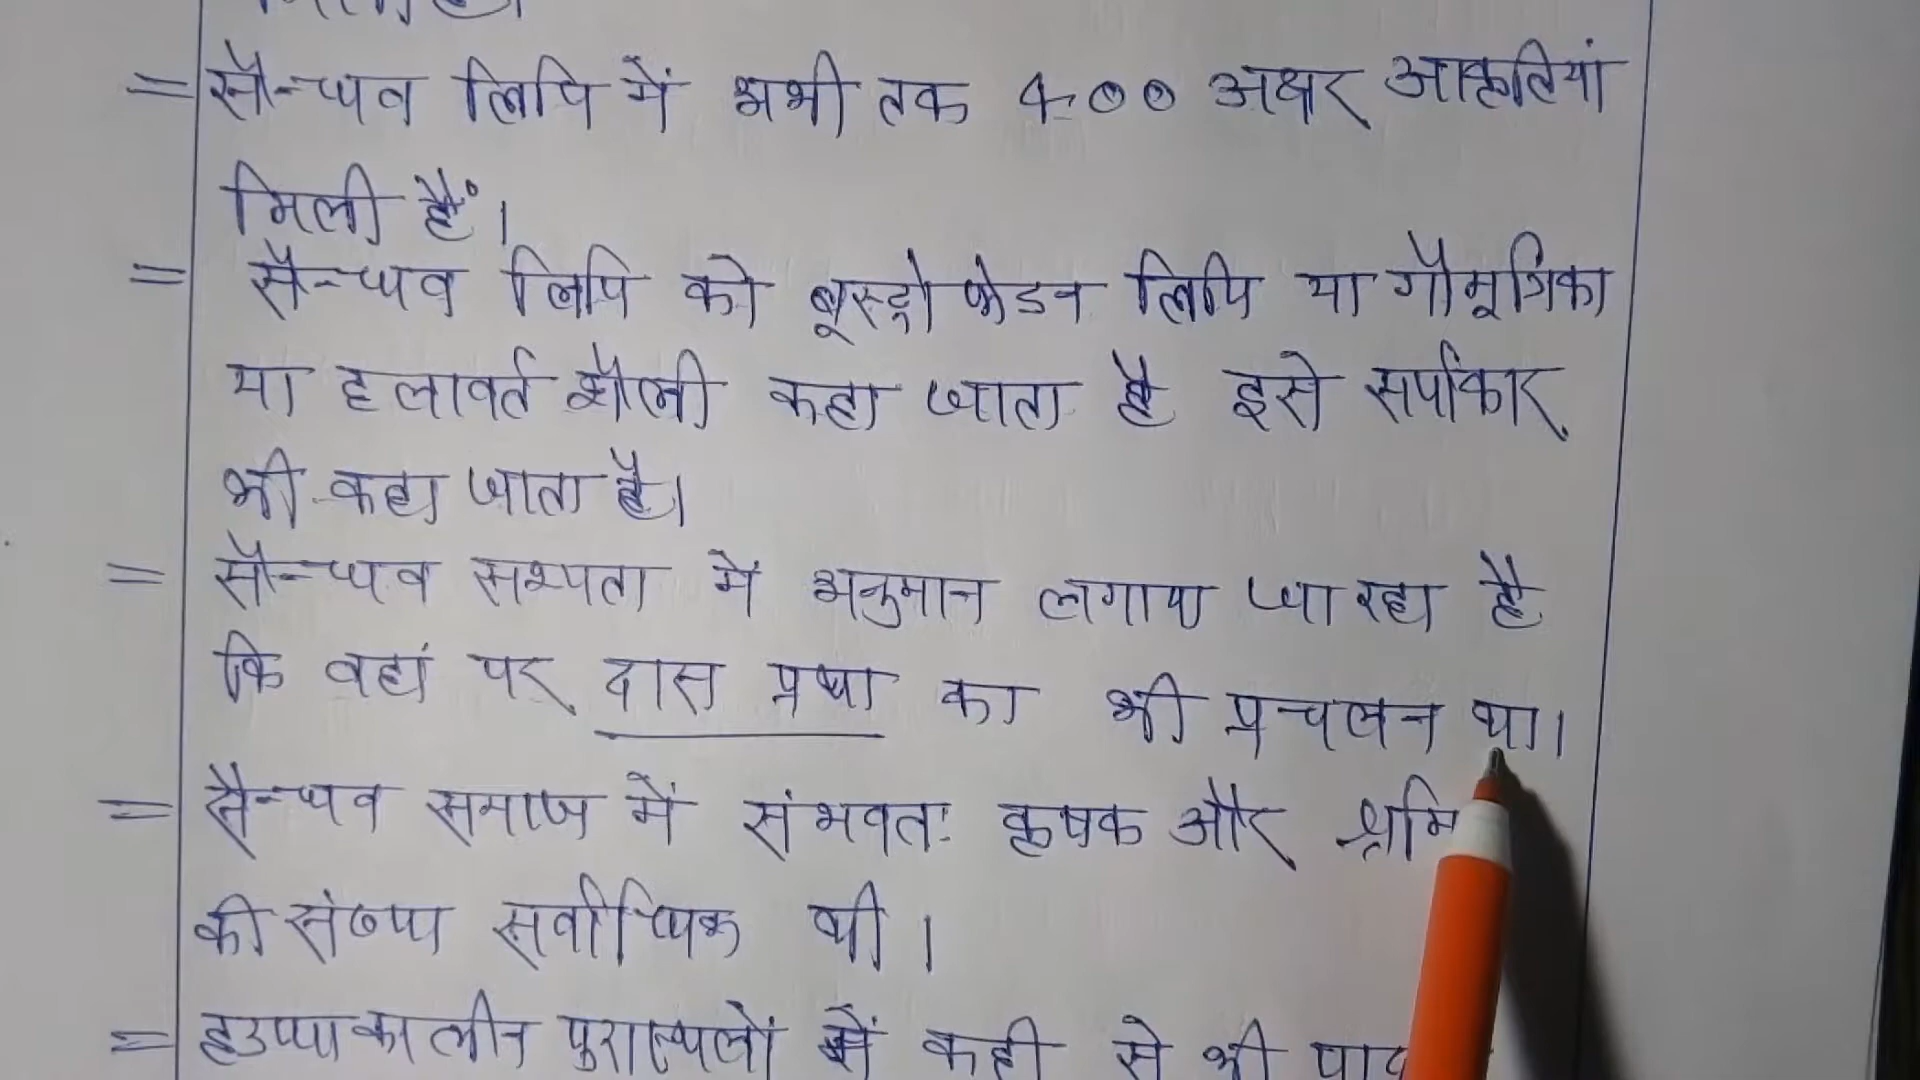 = सैन्धव लिपि में अभी तक 400 अक्षर आकृतियां
मिली हैं।
= सैन्धव लिपि को बूस्ट्रोफेडन लिपि या गौमूत्रिका
या हलावर्त शैली कहा जाता है इसे सर्पाकार
भी कहा जाता है।
= सैन्धव सभ्यता में अनुमान लगाया जा रहा है
कि वहां पर दास प्रथा का भी प्रचलन था।
= सैन्धव समाज में संभवतः कृषक और
की संख्या सर्वाधिक थी।
= हडप्पाकालीन पुरास्थलों में कही से भी